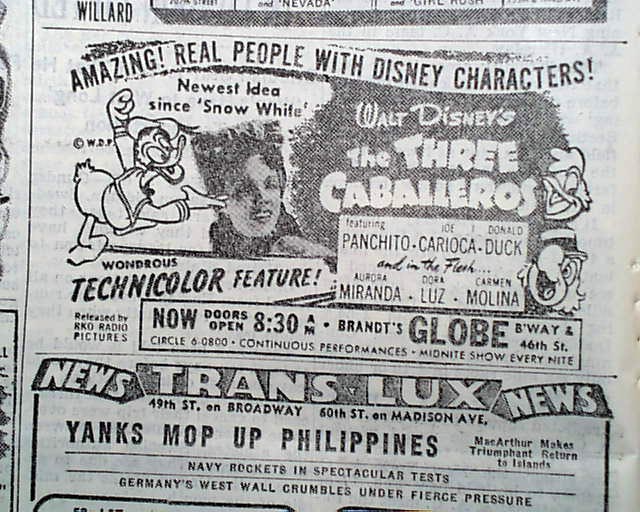 WILLARD
and 'NEVADA'
and "GIRL RUSH"
AMAZING! REAL PEOPLE WITH DISNEY CHARACTERS!
Newest Idea
since 'Snow White'
© W.D.P.
WALT DISNEY'S
The THREE
CABALLEROS
featuring
PANCHITO · JOE CARIOCA · DONALD DUCK
and in the Flesh...
AURORA MIRANDA · DORA LUZ · CARMEN MOLINA
WONDROUS
TECHNICOLOR FEATURE!
Released by
RKO RADIO
PICTURES
NOW DOORS OPEN 8:30 AM · BRANDT'S GLOBE B'WAY & 46th St.
CIRCLE 6-0800 · CONTINUOUS PERFORMANCES · MIDNITE SHOW EVERY NITE
NEWS TRANS LUX NEWS
49TH ST. on BROADWAY 60TH ST. on MADISON AVE,
YANKS MOP UP PHILIPPINES
MacArthur Makes
Triumphant Return
to Islands
NAVY ROCKETS IN SPECTACULAR TESTS
GERMANY'S WEST WALL CRUMBLES UNDER FIERCE PRESSURE